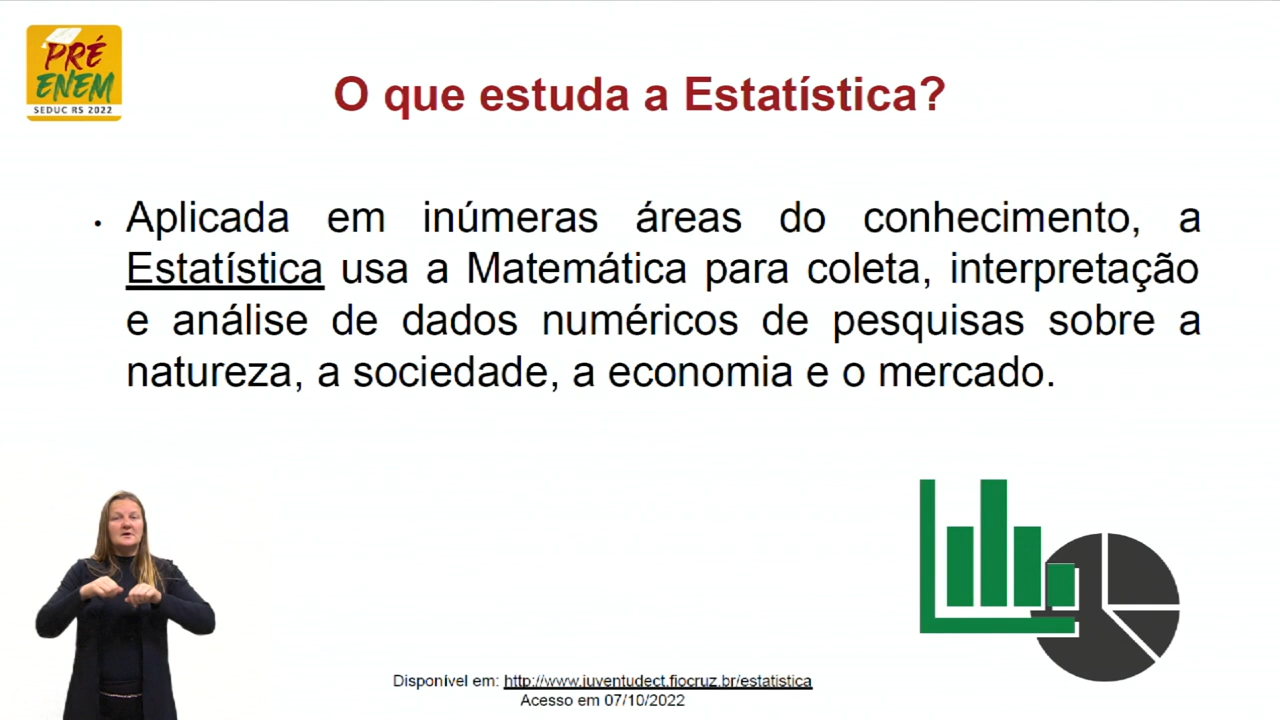 PRÉ
ENEM
SEDUC RS 2022
O que estuda a Estatística?
• Aplicada em inúmeras áreas do conhecimento, a
Estatística usa a Matemática para coleta, interpretação
e análise de dados numéricos de pesquisas sobre a
natureza, a sociedade, a economia e o mercado.
Disponível em: http://www.juventudect.fiocruz.br/estatistica
Acesso em 07/10/2022